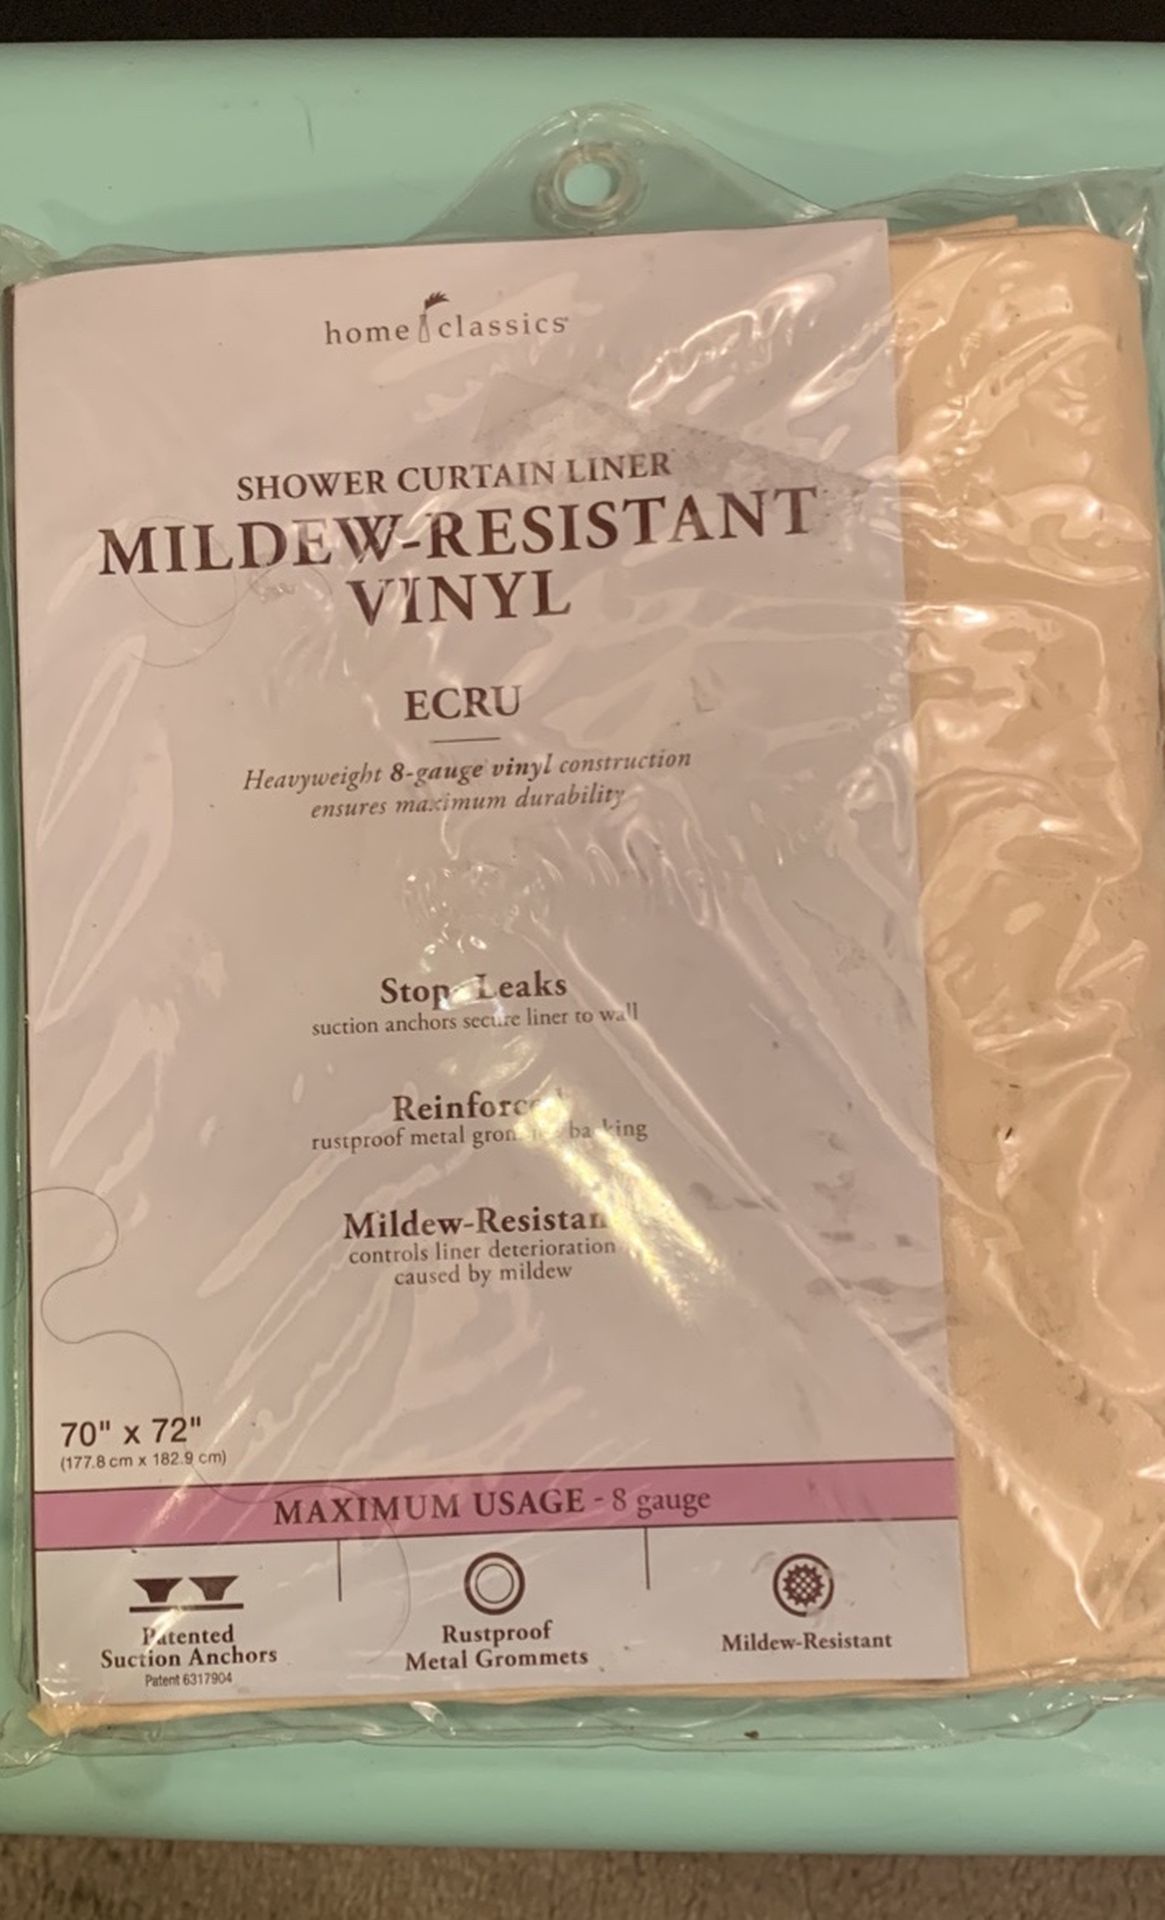 home classics
SHOWER CURTAIN LINER
MILDEW-RESISTANT
VINYL
ECRU
Heavyweight 8-gauge vinyl construction
ensures maximum durability
Stops Leaks
suction anchors secure liner to wall
Reinforced
rustproof metal backing
Mildew-Resistant
controls liner deterioration
caused by mildew
70" x 72"
(177.8 cm x 182.9 cm)
MAXIMUM USAGE - 8 gauge
Patented
Suction Anchors
Patent 6317904
Rustproof
Metal Grommets
Mildew-Resistant